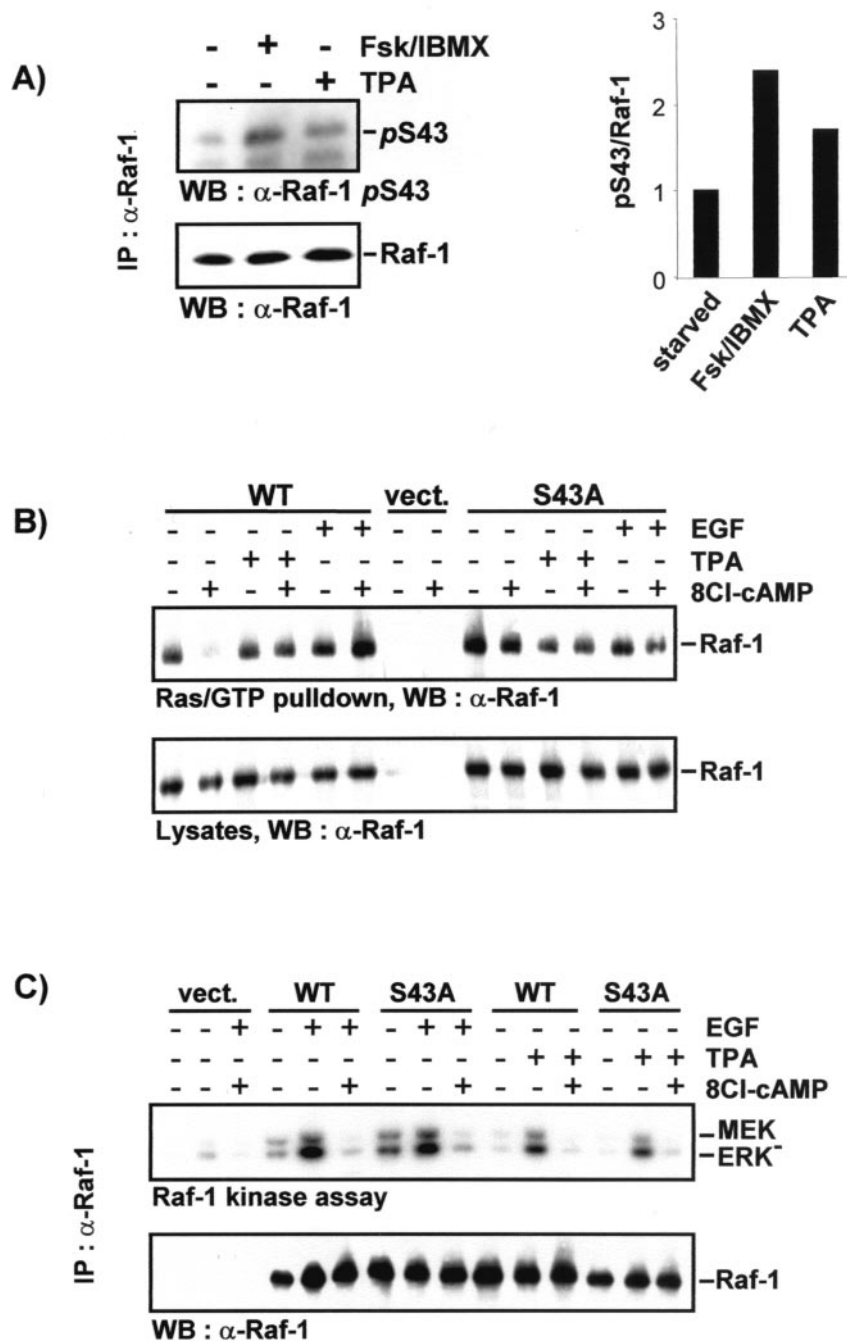 A)
- + - Fsk/IBMX
- - + TPA
IP : α-Raf-1
pS43
WB : α-Raf-1 pS43
Raf-1
WB : α-Raf-1
pS43/Raf-1
3
2
1
0
starved
Fsk/IBMX
TPA
B)
WT vect. S43A
- - - - + + - - - - - - + + EGF
- - + + - - - - - - + + - - TPA
- + - + - + - + - + - + - + 8Cl-cAMP
Raf-1
Ras/GTP pulldown, WB : α-Raf-1
Raf-1
Lysates, WB : α-Raf-1
C)
vect. WT S43A WT S43A
- - + - + + - + + - - - - - - EGF
- - - - - - - - - - + + - + + TPA
- - + - - + - - + - - + - - + 8Cl-cAMP
IP : α-Raf-1
MEK
ERK⁻
Raf-1 kinase assay
Raf-1
WB : α-Raf-1